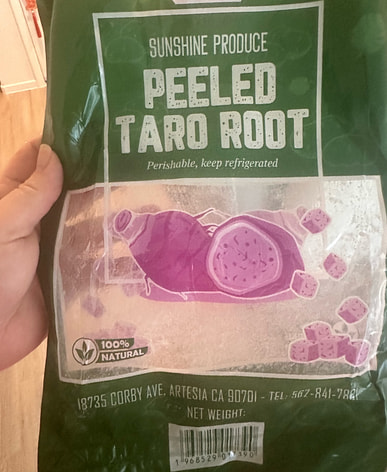 SUNSHINE PRODUCE
PEELED
TARO ROOT
Perishable, keep refrigerated
100%
NATURAL
18735 CORBY AVE. ARTESIA CA 90701 - TEL: 562-841-
NET WEIGHT: